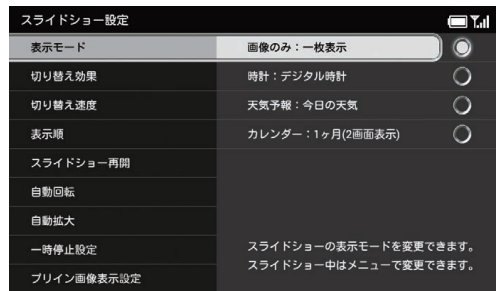 スライドショー設定
表示モード
画像のみ：一枚表示
切り替え効果
時計：デジタル時計
切り替え速度
天気予報：今日の天気
表示順
カレンダー：1ヶ月(2画面表示)
スライドショー再開
自動回転
自動拡大
一時停止設定
プリイン画像表示設定
スライドショーの表示モードを変更できます。
スライドショー中はメニューで変更できます。